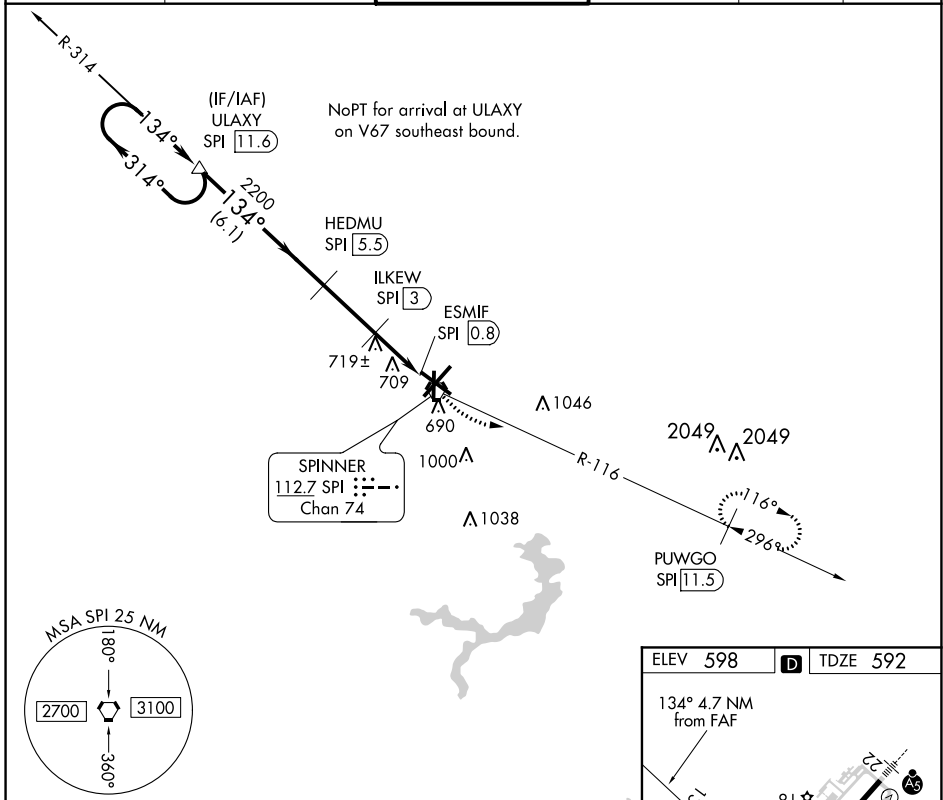 R-314
(IF/IAF)
ULAXY
SPI 11.6
NoPT for arrival at ULAXY
on V67 southeast bound.
134°
314°
2200
134°
(6.1)
HEDMU
SPI 5.5
ILKEW
SPI 3
ESMIF
SPI 0.8
719±
709
690
1046
2049
2049
1000
R-116
SPINNER
112.7 SPI
Chan 74
1038
116°
296°
PUWGO
SPI 11.5
MSA SPI 25 NM
180°
2700
3100
360°
ELEV 598
D
TDZE 592
134° 4.7 NM
from FAF
22
A5
18